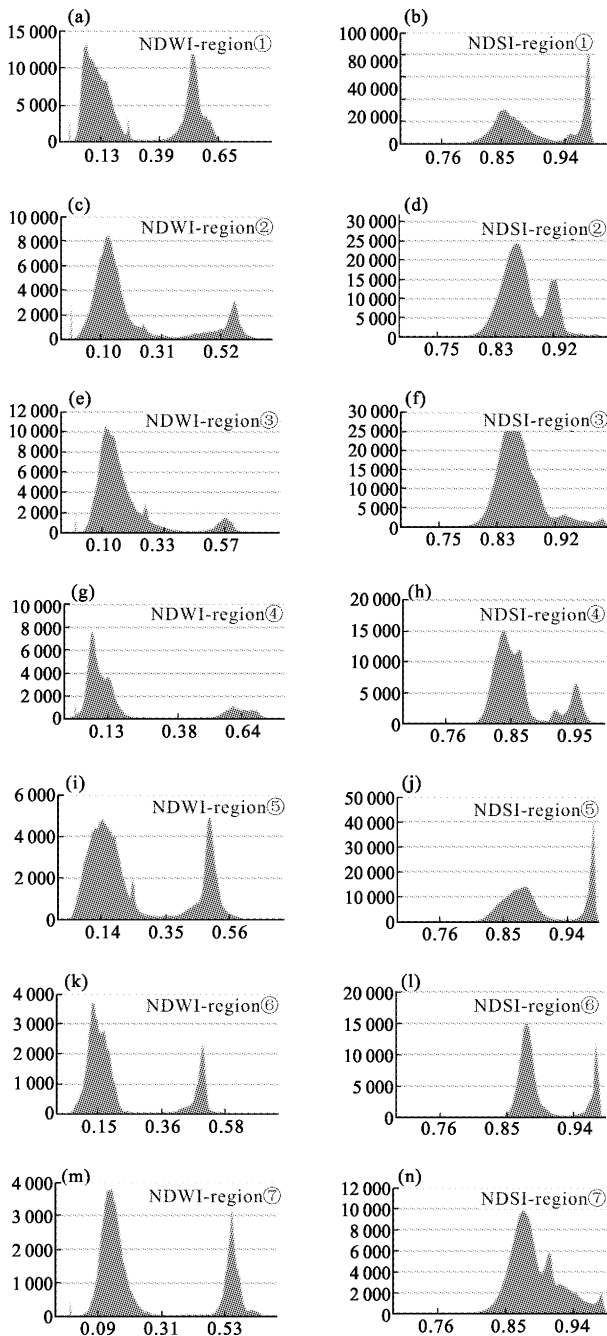 (a)
NDWI-region①
15 000
10 000
5 000
0
0.13 0.39 0.65
(b)
NDSI-region①
100 000
80 000
60 000
40 000
20 000
0
0.76 0.85 0.94
(c)
NDWI-region②
10 000
8 000
6 000
4 000
2 000
0
0.10 0.31 0.52
(d)
NDSI-region②
30 000
25 000
20 000
15 000
10 000
5 000
0
0.75 0.83 0.92
(e)
NDWI-region③
12 000
10 000
8 000
6 000
4 000
2 000
0
0.10 0.33 0.57
(f)
NDSI-region③
30 000
25 000
20 000
15 000
10 000
5 000
0
0.75 0.83 0.92
(g)
NDWI-region④
10 000
8 000
6 000
4 000
2 000
0
0.13 0.38 0.64
(h)
NDSI-region④
20 000
15 000
10 000
5 000
0
0.76 0.85 0.95
(i)
NDWI-region⑤
6 000
4 000
2 000
0
0.14 0.35 0.56
(j)
NDSI-region⑤
50 000
40 000
30 000
20 000
10 000
0
0.76 0.85 0.94
(k)
NDWI-region⑥
4 000
3 000
2 000
1 000
0
0.15 0.36 0.58
(l)
NDSI-region⑥
20 000
15 000
10 000
5 000
0
0.76 0.85 0.94
(m)
NDWI-region⑦
4 000
3 000
2 000
1 000
0
0.09 0.31 0.53
(n)
NDSI-region⑦
12 000
10 000
8 000
6 000
4 000
2 000
0
0.76 0.85 0.94